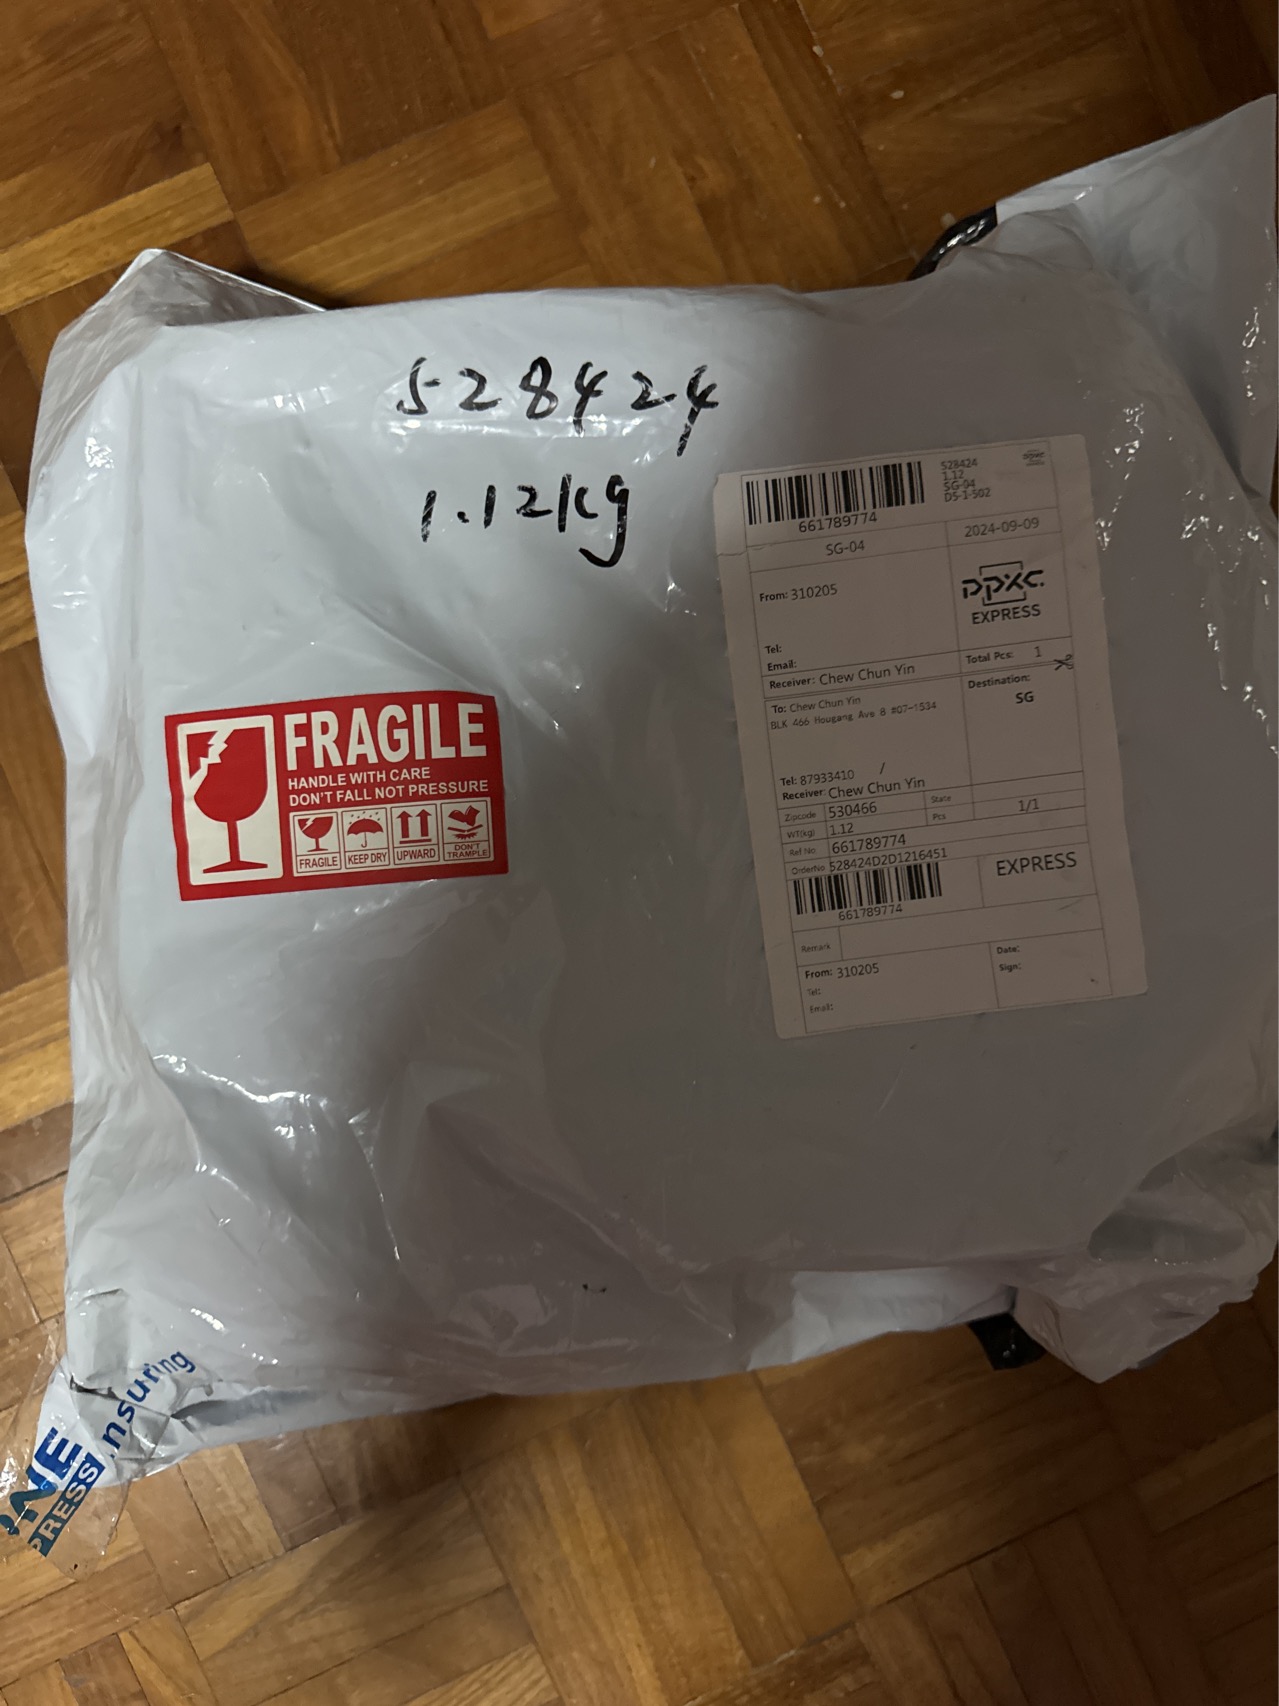 528424
1.12kg
661789774
528424
1.12
SG-04
D5-1-502
SG-04
2024-09-09
From: 310205
Tel:
Email:
ppxc.
EXPRESS
Receiver: Chew Chun Yin
Total Pcs: 1
To: Chew Chun Yin
BLK 466 Hougang Ave 8 #07-1534
Tel: 87933410 /
Receiver: Chew Chun Yin
Destination:
SG
Zipcode 530466
State
WT(kg) 1.12
Pcs 1/1
Ref No 661789774
OrderNo 528424D2D1216451
661789774
EXPRESS
Remark
From: 310205
Tel:
Email:
Date:
Sign:
FRAGILE
HANDLE WITH CARE
DON'T FALL NOT PRESSURE
FRAGILE
KEEP DRY
UPWARD
DON'T
TRAMPLE